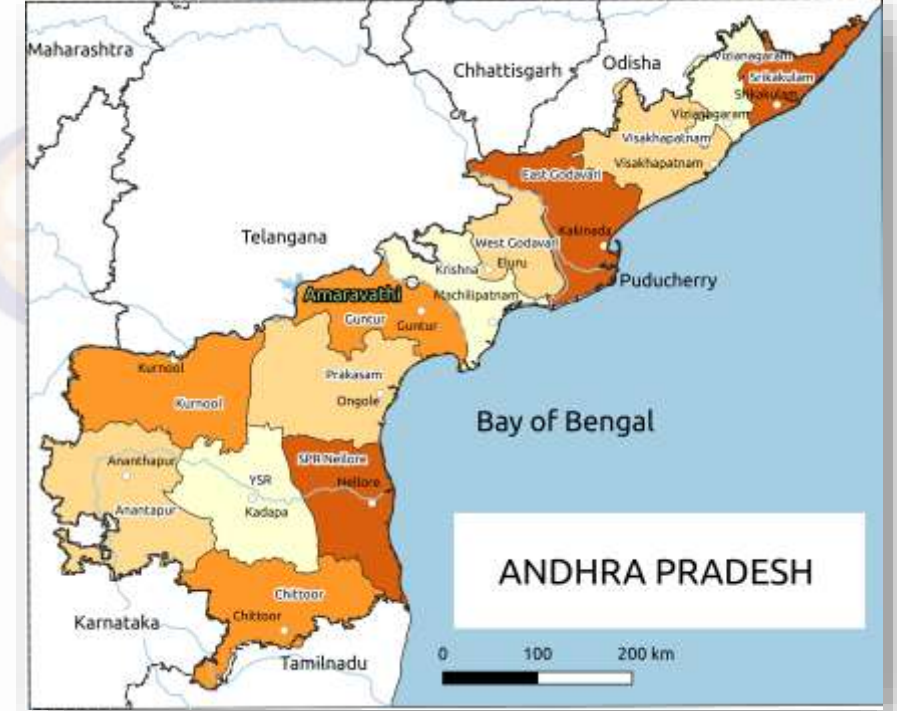 Maharashtra
Chhattisgarh
Odisha
Vizianagaram
Srikakulam
Srikakulam
Vizianagaram
Visakhapatnam
Visakhapatnam
East Godavari
Kakinada
West Godavari
Eluru
Telangana
Krishna
Machilipatnam
Puducherry
Amaravathi
Guntur
Guntur
Kurnool
Kurnool
Prakasam
Ongole
Bay of Bengal
Ananthapur
Anantapur
YSR
Kadapa
SPR Nellore
Nellore
ANDHRA PRADESH
Chittoor
Chittoor
Karnataka
Tamilnadu
0 100 200 km